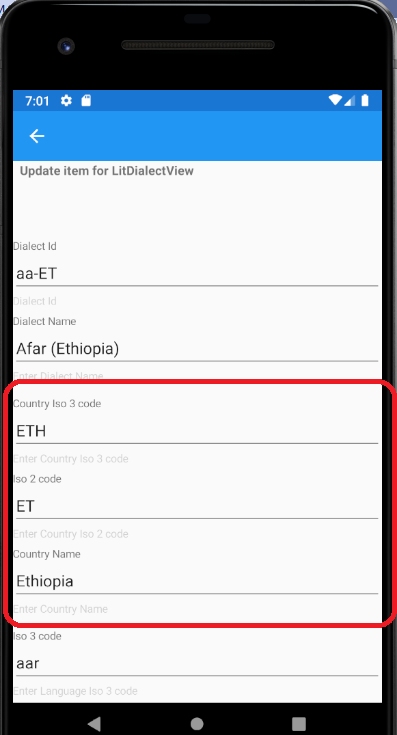 7:01
Update item for LitDialectView
Dialect Id
aa-ET
Dialect Id
Dialect Name
Afar (Ethiopia)
Enter Dialect Name
Country Iso 3 code
ETH
Enter Country Iso 3 code
Iso 2 code
ET
Enter Country Iso 2 code
Country Name
Ethiopia
Enter Country Name
Iso 3 code
aar
Enter Language Iso 3 code